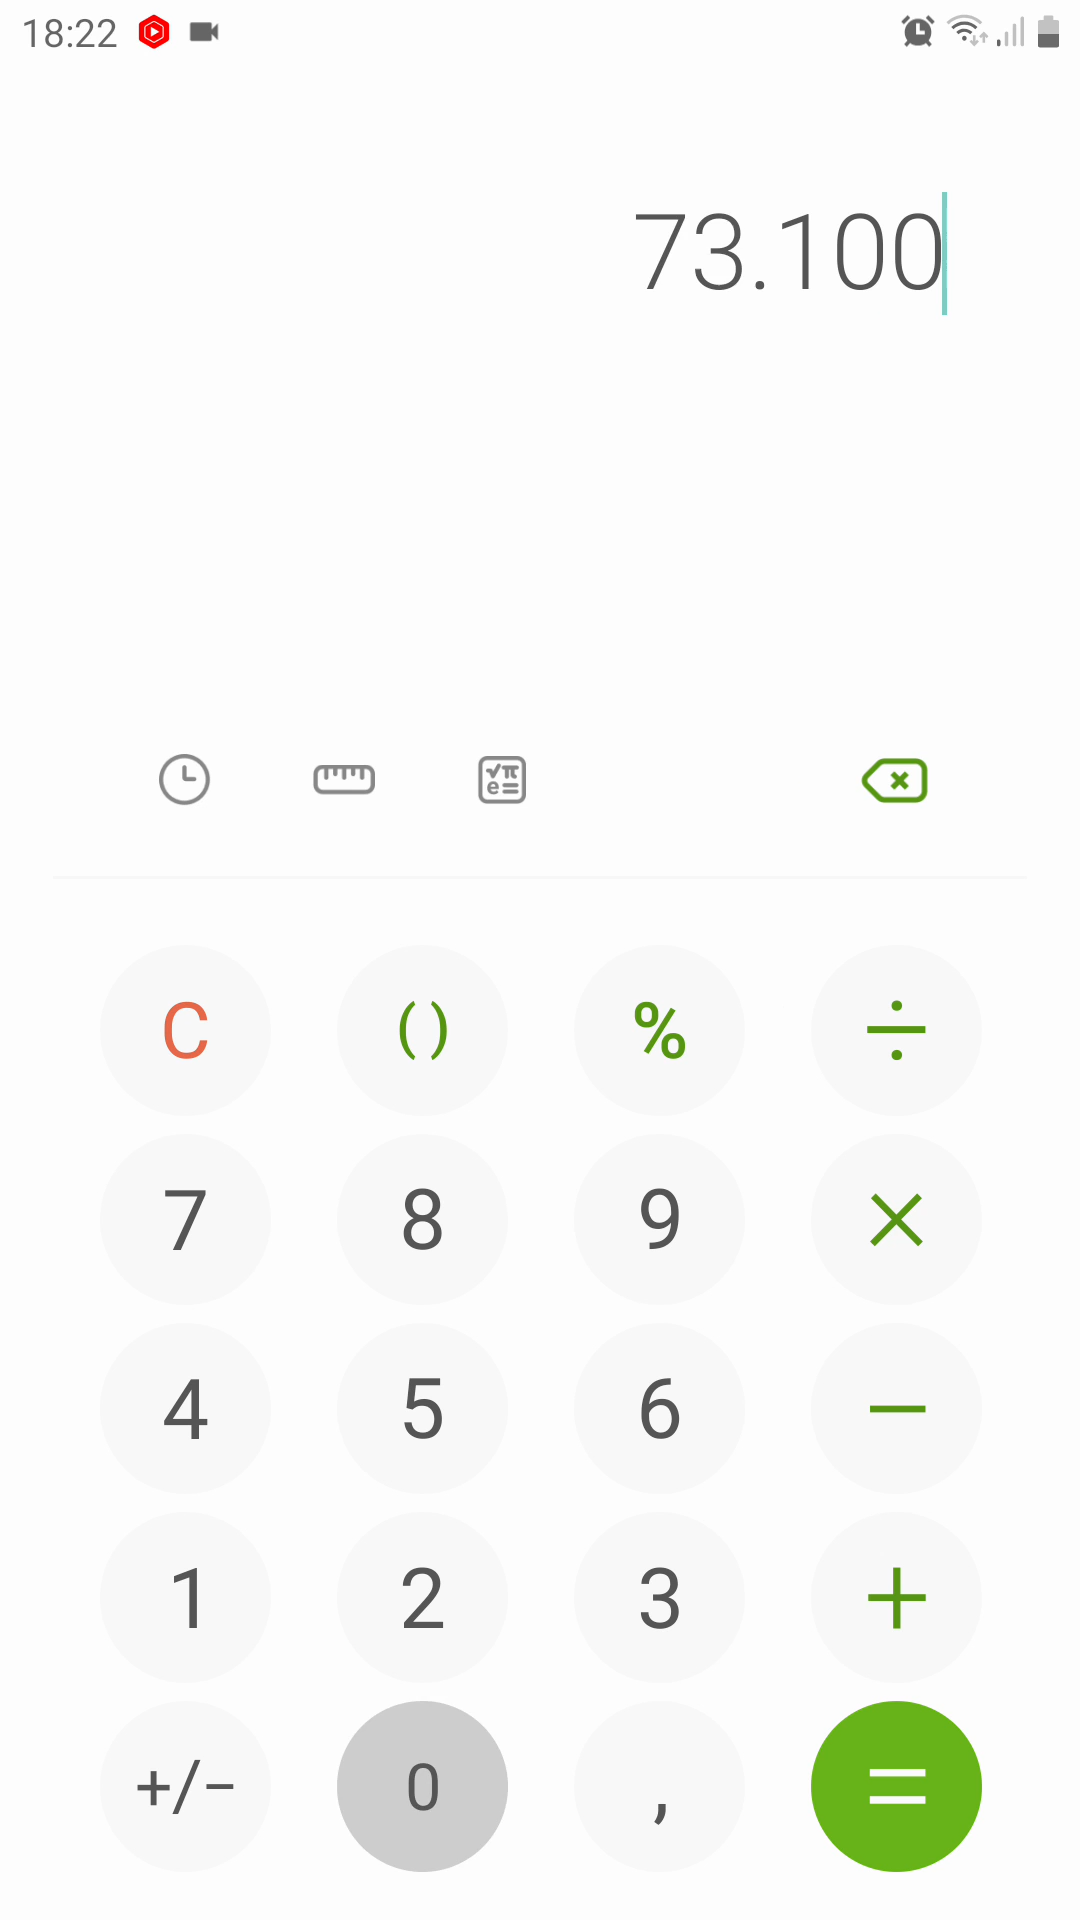 18:22
73.100
C ( ) % ÷
7 8 9 ×
4 5 6 −
1 2 3 +
+/− 0 , =